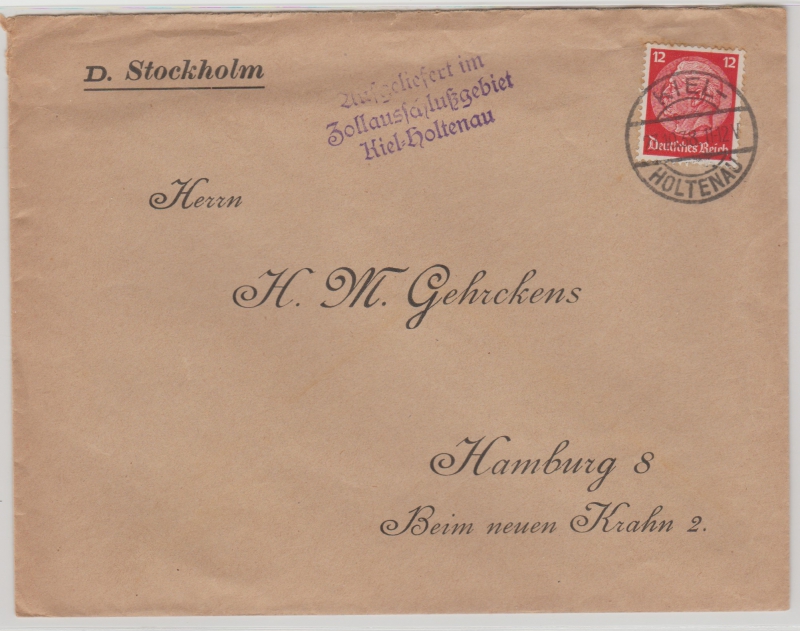 D. Stockholm
Aufgeliefert im
Zollausschlußgebiet
Kiel-Holtenau
12 12
Deutsches Reich
KIEL-
HOLTENAU
Herrn
H. M. Gehrckens
Hamburg 8
Beim neuen Krahn 2.